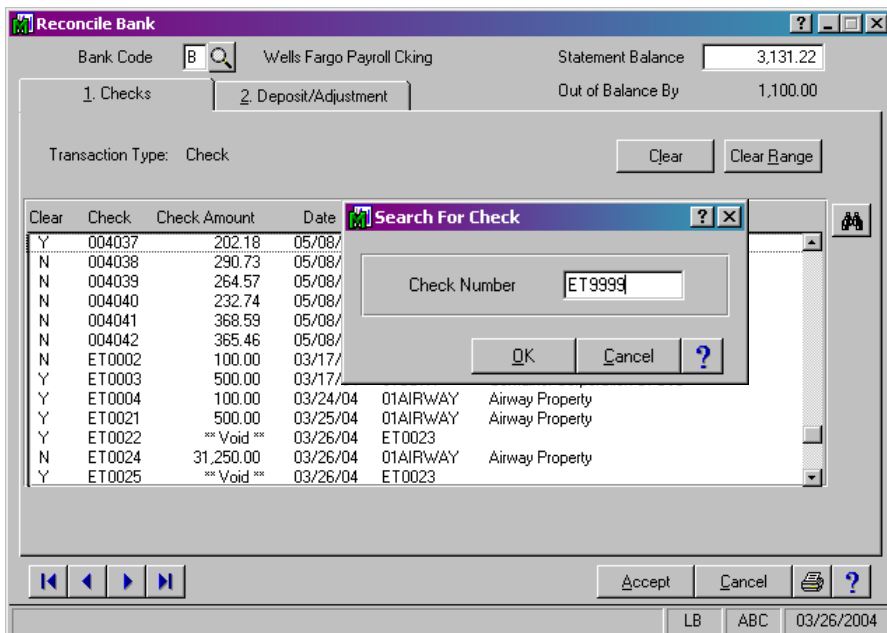 Reconcile Bank
Bank Code B Wells Fargo Payroll Cking Statement Balance 3,131.22
1. Checks 2. Deposit/Adjustment Out of Balance By 1,100.00
Transaction Type: Check Clear Clear Range
Clear Check Check Amount Date
Y 004037 202.18 05/08/
N 004038 290.73 05/08/
N 004039 264.57 05/08/
N 004040 232.74 05/08/
N 004041 368.59 05/08/
N 004042 365.46 05/08/
N ET0002 100.00 03/17/
Y ET0003 500.00 03/17/
Y ET0004 100.00 03/24/04 01AIRWAY Airway Property
Y ET0021 500.00 03/25/04 01AIRWAY Airway Property
Y ET0022 ** Void ** 03/26/04 ET0023
N ET0024 31,250.00 03/26/04 01AIRWAY Airway Property
Y ET0025 ** Void ** 03/26/04 ET0023
Search For Check
Check Number ET9999
OK Cancel ?
Accept Cancel ?
LB ABC 03/26/2004